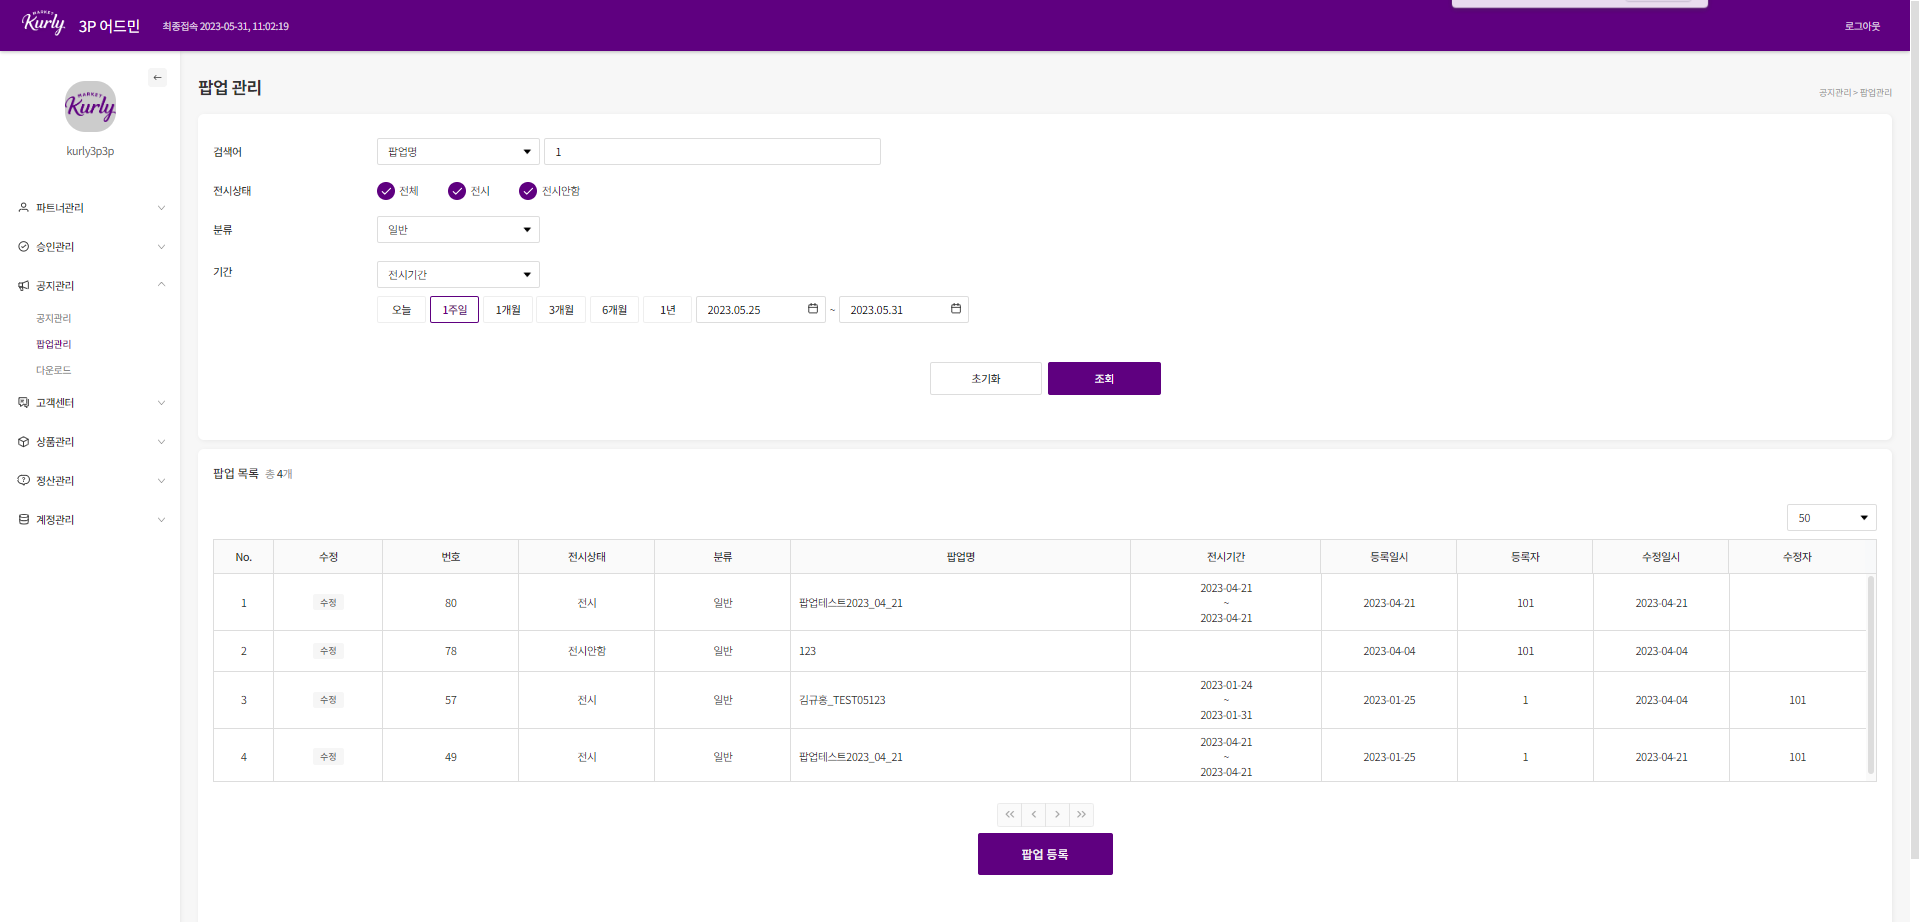 MARKET
Kurly
3P 어드민
최종접속 2023-05-31, 11:02:19
로그아웃
MARKET
Kurly
kurly3p3p
파트너관리
승인관리
공지관리
공지관리
팝업관리
다운로드
고객센터
상품관리
정산관리
계정관리
팝업 관리
공지관리 > 팝업관리
검색어 팝업명 1
전시상태 전체 전시 전시안함
분류 일반
기간 전시기간
오늘 1주일 1개월 3개월 6개월 1년 2023.05.25 ~ 2023.05.31
초기화 조회
팝업 목록 총 4개
50
No. 수정 번호 전시상태 분류 팝업명 전시기간 등록일시 등록자 수정일시 수정자
1 수정 80 전시 일반 팝업테스트2023_04_21 2023-04-21 ~ 2023-04-21 2023-04-21 101 2023-04-21
2 수정 78 전시안함 일반 123 2023-04-04 101 2023-04-04
3 수정 57 전시 일반 김규홍_TEST05123 2023-01-24 ~ 2023-01-31 2023-01-25 1 2023-04-04 101
4 수정 49 전시 일반 팝업테스트2023_04_21 2023-04-21 ~ 2023-04-21 2023-01-25 1 2023-04-21 101
팝업 등록